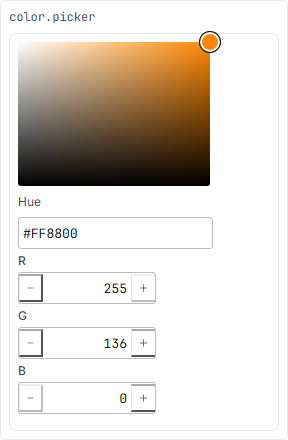 color.picker
Hue
#FF8800
R
− 255 +
G
− 136 +
B
− 0 +